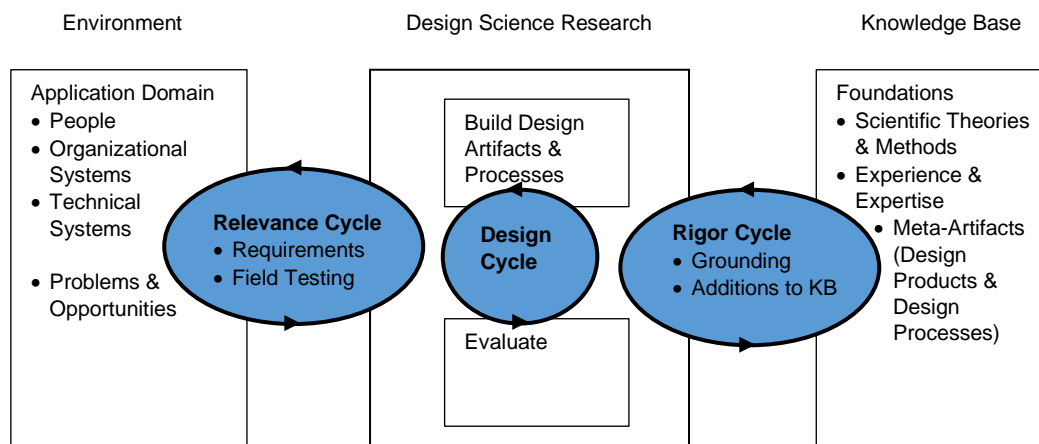 Environment
Design Science Research
Knowledge Base
Application Domain
• People
• Organizational
Systems
• Technical
Systems
• Problems &
Opportunities
Relevance Cycle
• Requirements
• Field Testing
Build Design
Artifacts &
Processes
Design
Cycle
Evaluate
Rigor Cycle
• Grounding
• Additions to KB
Foundations
• Scientific Theories
& Methods
• Experience &
Expertise
• Meta-Artifacts
(Design
Products &
Design
Processes)